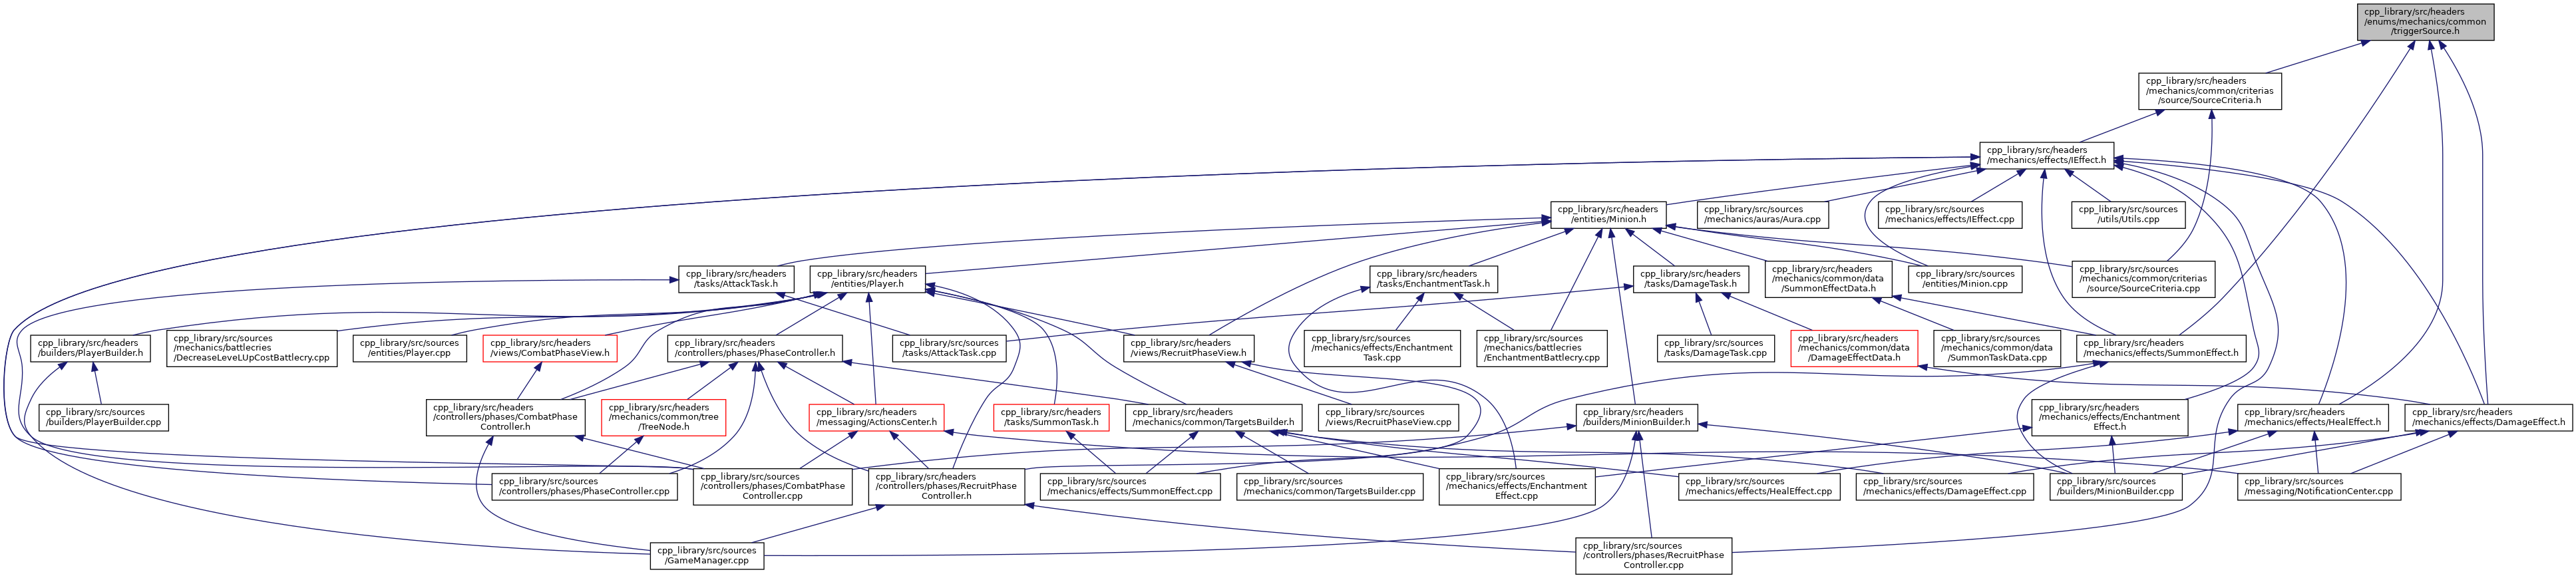 cpp_library/src/headers
/enums/mechanics/common
/triggerSource.h
cpp_library/src/headers
/mechanics/common/criterias
/source/SourceCriteria.h
cpp_library/src/headers
/mechanics/effects/IEffect.h
cpp_library/src/headers
/entities/Minion.h
cpp_library/src/sources
/mechanics/auras/Aura.cpp
cpp_library/src/sources
/mechanics/effects/IEffect.cpp
cpp_library/src/sources
/utils/Utils.cpp
cpp_library/src/headers
/tasks/AttackTask.h
cpp_library/src/headers
/entities/Player.h
cpp_library/src/headers
/tasks/EnchantmentTask.h
cpp_library/src/headers
/tasks/DamageTask.h
cpp_library/src/headers
/mechanics/common/data
/SummonEffectData.h
cpp_library/src/sources
/entities/Minion.cpp
cpp_library/src/sources
/mechanics/common/criterias
/source/SourceCriteria.cpp
cpp_library/src/headers
/builders/PlayerBuilder.h
cpp_library/src/sources
/mechanics/battlecries
/DecreaseLeveLUpCostBattlecry.cpp
cpp_library/src/sources
/entities/Player.cpp
cpp_library/src/headers
/views/CombatPhaseView.h
cpp_library/src/headers
/controllers/phases/PhaseController.h
cpp_library/src/sources
/tasks/AttackTask.cpp
cpp_library/src/headers
/views/RecruitPhaseView.h
cpp_library/src/sources
/mechanics/effects/Enchantment
Task.cpp
cpp_library/src/sources
/mechanics/battlecries
/EnchantmentBattlecry.cpp
cpp_library/src/sources
/tasks/DamageTask.cpp
cpp_library/src/headers
/mechanics/common/data
/DamageEffectData.h
cpp_library/src/sources
/mechanics/common/data
/SummonTaskData.cpp
cpp_library/src/headers
/mechanics/effects/SummonEffect.h
cpp_library/src/sources
/builders/PlayerBuilder.cpp
cpp_library/src/headers
/controllers/phases/CombatPhase
Controller.h
cpp_library/src/headers
/mechanics/common/tree
/TreeNode.h
cpp_library/src/headers
/messaging/ActionsCenter.h
cpp_library/src/headers
/tasks/SummonTask.h
cpp_library/src/headers
/mechanics/common/TargetsBuilder.h
cpp_library/src/sources
/views/RecruitPhaseView.cpp
cpp_library/src/headers
/builders/MinionBuilder.h
cpp_library/src/headers
/mechanics/effects/Enchantment
Effect.h
cpp_library/src/headers
/mechanics/effects/HealEffect.h
cpp_library/src/headers
/mechanics/effects/DamageEffect.h
cpp_library/src/sources
/controllers/phases/PhaseController.cpp
cpp_library/src/sources
/controllers/phases/CombatPhase
Controller.cpp
cpp_library/src/headers
/controllers/phases/RecruitPhase
Controller.h
cpp_library/src/sources
/mechanics/effects/SummonEffect.cpp
cpp_library/src/sources
/mechanics/common/TargetsBuilder.cpp
cpp_library/src/sources
/mechanics/effects/Enchantment
Effect.cpp
cpp_library/src/sources
/mechanics/effects/HealEffect.cpp
cpp_library/src/sources
/mechanics/effects/DamageEffect.cpp
cpp_library/src/sources
/builders/MinionBuilder.cpp
cpp_library/src/sources
/messaging/NotificationCenter.cpp
cpp_library/src/sources
/GameManager.cpp
cpp_library/src/sources
/controllers/phases/RecruitPhase
Controller.cpp